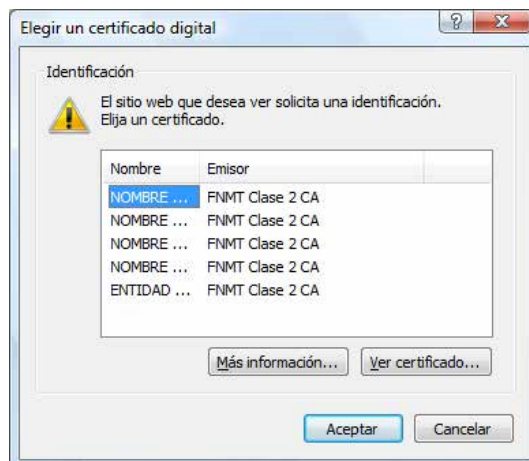 Elegir un certificado digital
Identificación
El sitio web que desea ver solicita una identificación.
Elija un certificado.
Nombre Emisor
NOMBRE ... FNMT Clase 2 CA
NOMBRE ... FNMT Clase 2 CA
NOMBRE ... FNMT Clase 2 CA
NOMBRE ... FNMT Clase 2 CA
ENTIDAD ... FNMT Clase 2 CA
Más información... Ver certificado...
Aceptar Cancelar